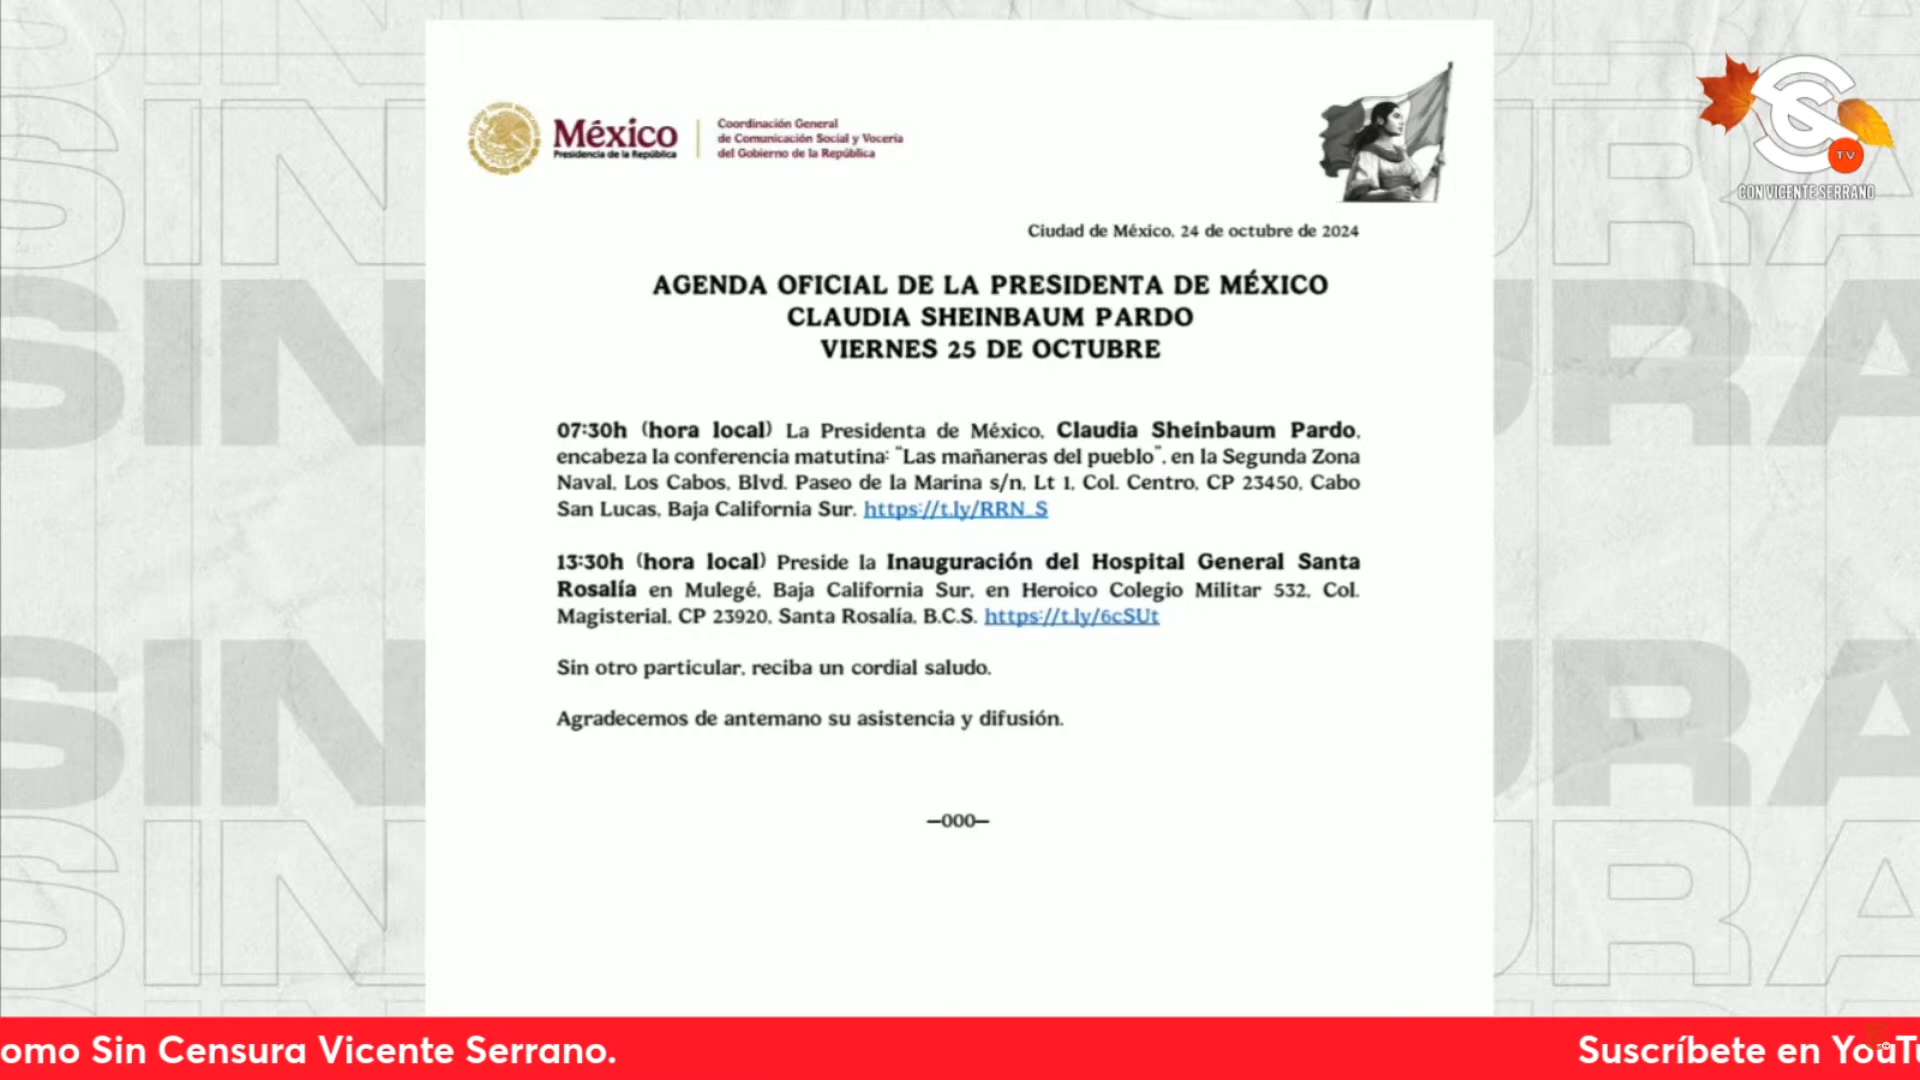 México
Presidencia de la República
Coordinación General
de Comunicación Social y Vocería
del Gobierno de la República
TV
CON VICENTE SERRANO
Ciudad de México, 24 de octubre de 2024
AGENDA OFICIAL DE LA PRESIDENTA DE MÉXICO
CLAUDIA SHEINBAUM PARDO
VIERNES 25 DE OCTUBRE
07:30h (hora local) La Presidenta de México, Claudia Sheinbaum Pardo,
encabeza la conferencia matutina: "Las mañaneras del pueblo", en la Segunda Zona
Naval, Los Cabos, Blvd. Paseo de la Marina s/n, Lt 1, Col. Centro, CP 23450, Cabo
San Lucas, Baja California Sur. https://t.ly/RRN_S
13:30h (hora local) Preside la Inauguración del Hospital General Santa
Rosalía en Mulegé, Baja California Sur, en Heroico Colegio Militar 532, Col.
Magisterial, CP 23920, Santa Rosalía, B.C.S. https://t.ly/6cSUt
Sin otro particular, reciba un cordial saludo.
Agradecemos de antemano su asistencia y difusión.
—000—
omo Sin Censura Vicente Serrano.
Suscríbete en YouTu